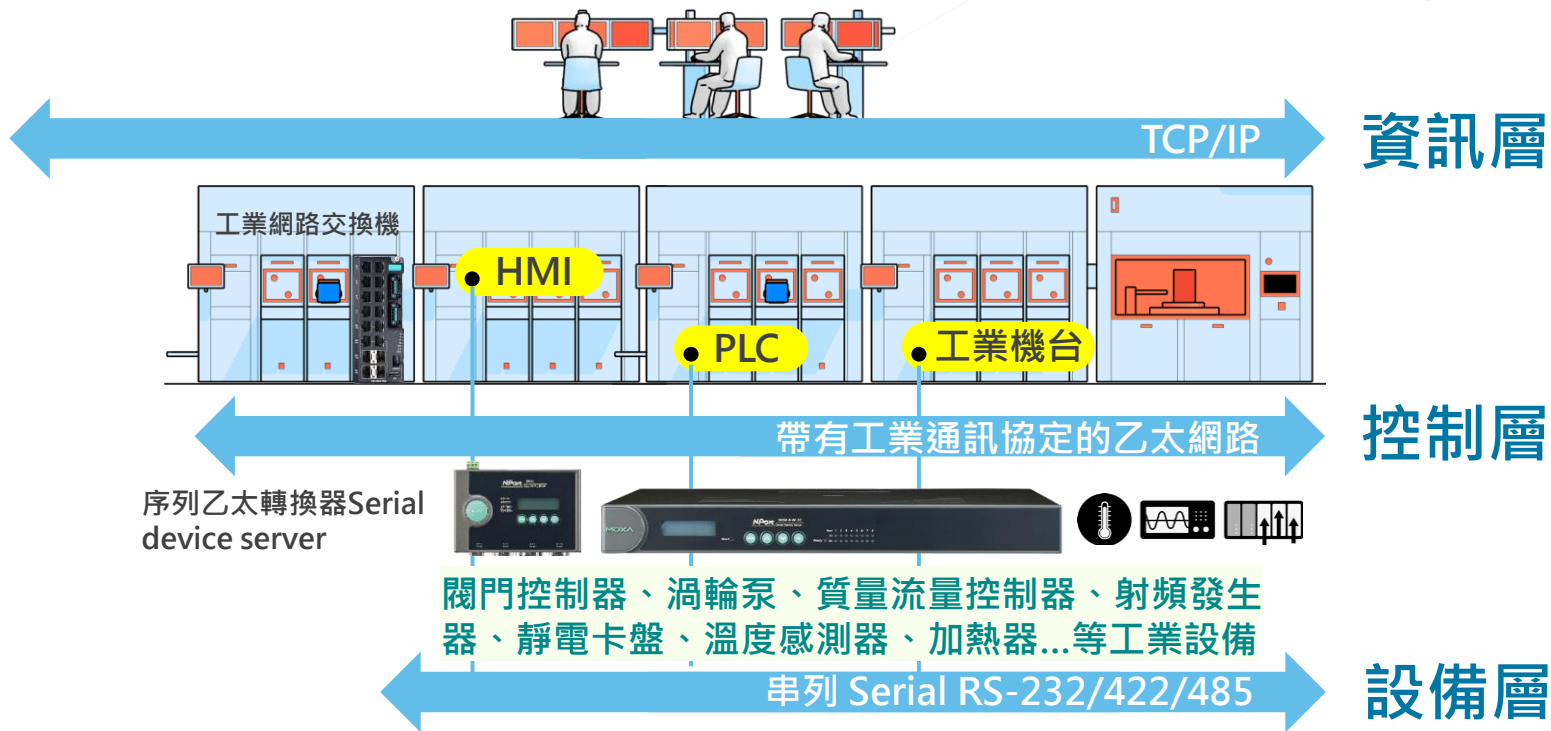 TCP/IP
資訊層
工業網路交換機
HMI
PLC
工業機台
帶有工業通訊協定的乙太網路
控制層
序列乙太轉換器Serial
device server
NPort
MOXA
NPort
閥門控制器、渦輪泵、質量流量控制器、射頻發生
器、靜電卡盤、溫度感測器、加熱器...等工業設備
串列 Serial RS-232/422/485
設備層